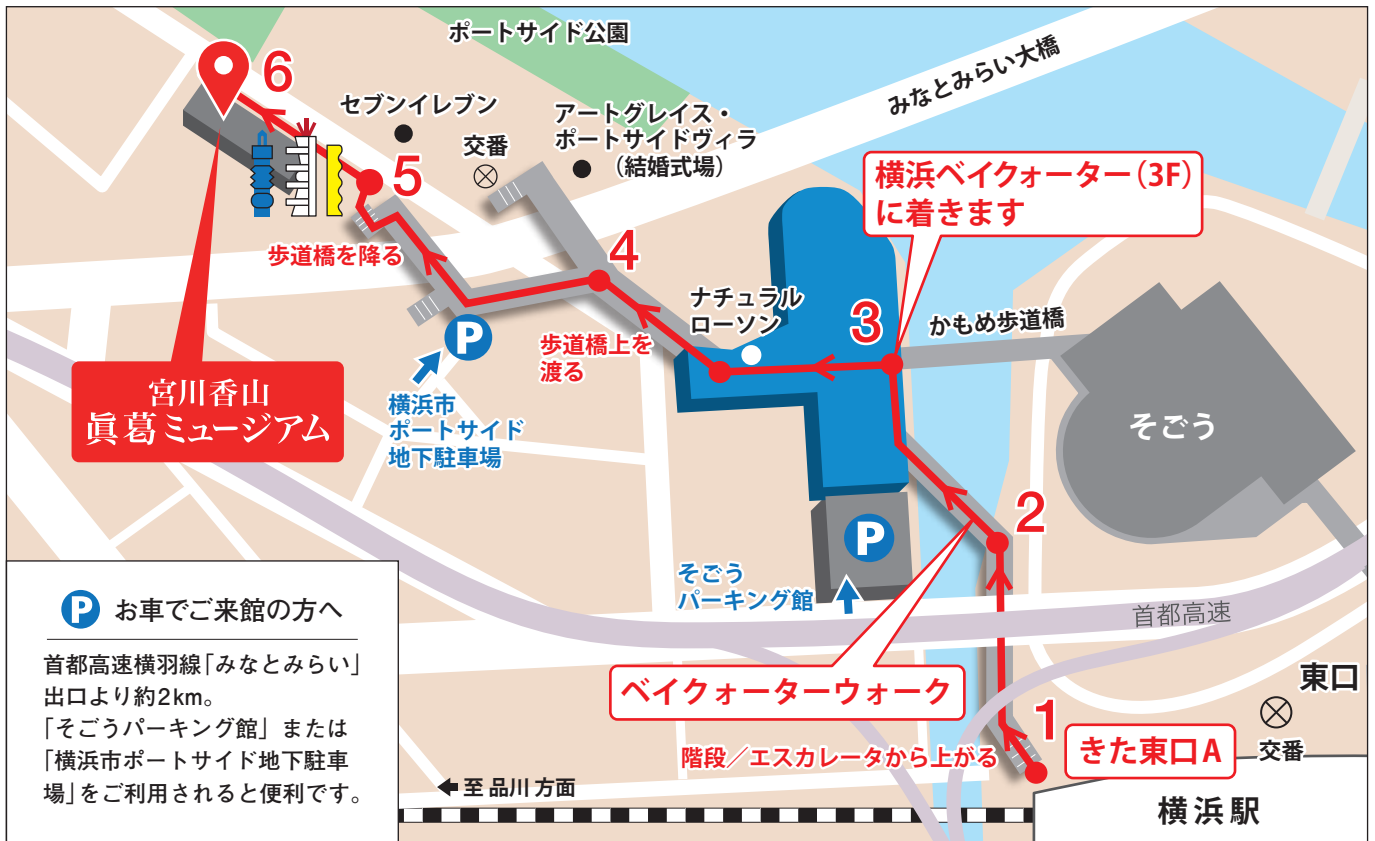 ポートサイド公園
みなとみらい大橋
6
セブンイレブン
交番
アートグレイス・
ポートサイドヴィラ
（結婚式場）
5
横浜ベイクォーター（3F）
に着きます
歩道橋を降る
4
ナチュラル
ローソン
3
かもめ歩道橋
P
歩道橋上を
渡る
宮川香山
眞葛ミュージアム
横浜市
ポートサイド
地下駐車場
そごう
2
P
そごう
パーキング館
首都高速
P お車でご来館の方へ
首都高速横羽線「みなとみらい」
出口より約2km。
「そごうパーキング館」または
「横浜市ポートサイド地下駐車
場」をご利用されると便利です。
ベイクォーターウォーク
東口
交番
1
階段／エスカレータから上がる
きた東口A
至 品川 方面
横浜駅